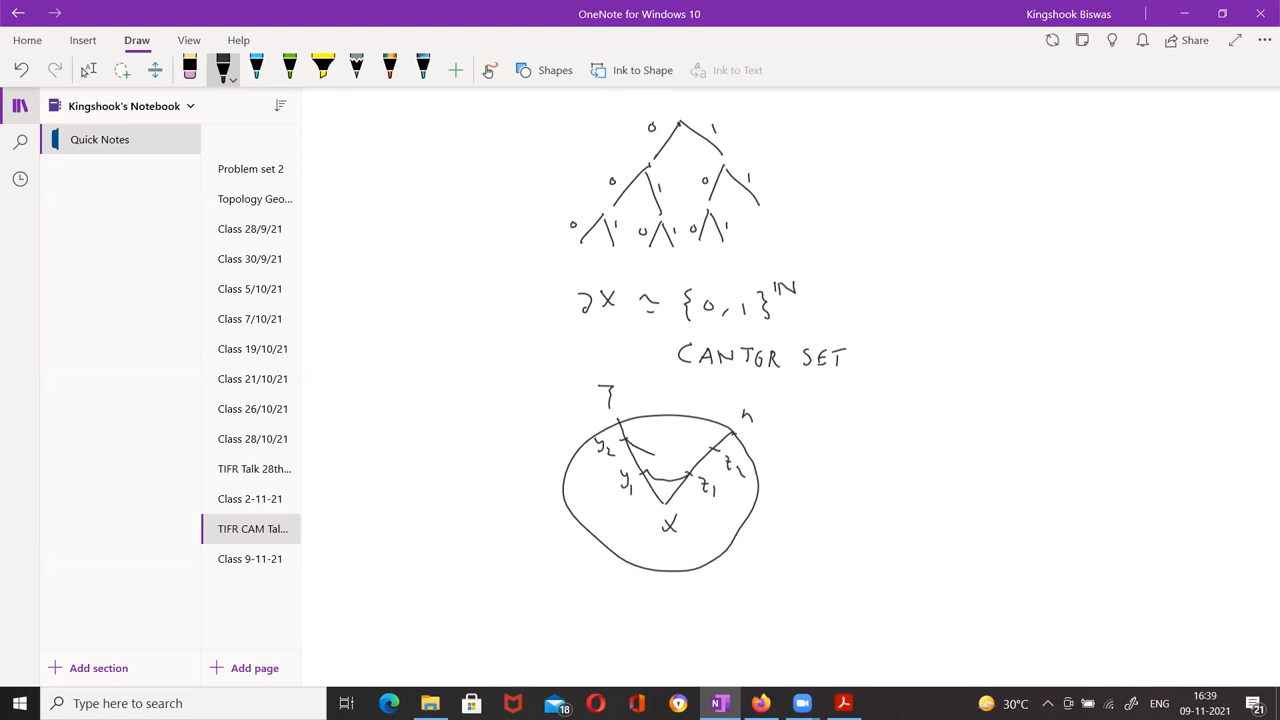 OneNote for Windows 10
Kingshook Biswas
Home Insert Draw View Help
Share
Shapes
Ink to Shape
Ink to Text
Kingshook's Notebook
Quick Notes
Problem set 2
Topology Geo...
Class 28/9/21
Class 30/9/21
Class 5/10/21
Class 7/10/21
Class 19/10/21
Class 21/10/21
Class 26/10/21
Class 28/10/21
TIFR Talk 28th...
Class 2-11-21
TIFR CAM Tal...
Class 9-11-21
Add section
Add page
0 1
0 1 0 1
0 1 0 1 0 1
∂X ≃ {0,1}^ℕ
CANTOR SET
y₂
z₂
y₁
z₁
x
Type here to search
18
30°C
ENG
16:39
09-11-2021
21